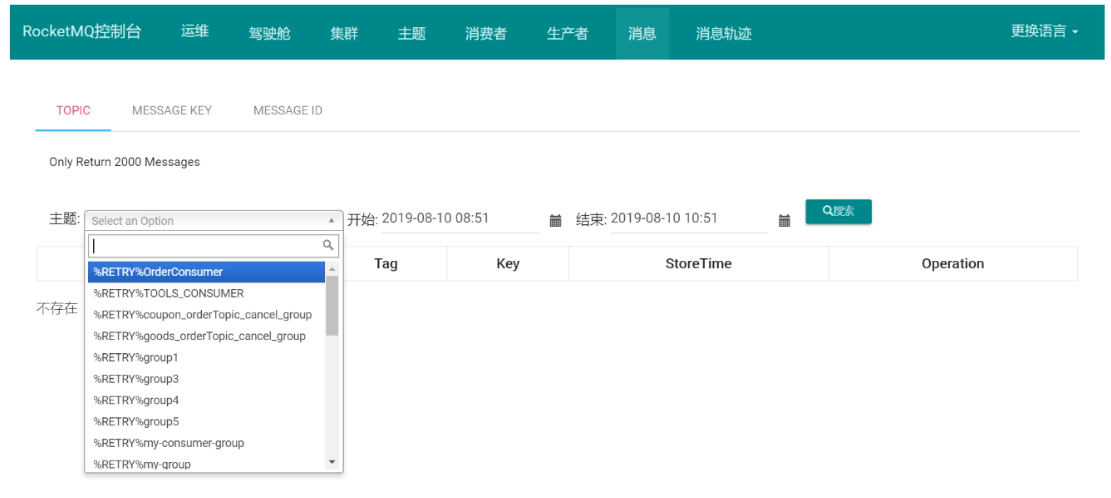 RocketMQ控制台 运维 驾驶舱 集群 主题 消费者 生产者 消息 消息轨迹 更换语言
TOPIC MESSAGE KEY MESSAGE ID
Only Return 2000 Messages
主题: Select an Option 开始: 2019-08-10 08:51 结束: 2019-08-10 10:51 搜索
Tag Key StoreTime Operation
不存在
%RETRY%OrderConsumer
%RETRY%TOOLS_CONSUMER
%RETRY%coupon_orderTopic_cancel_group
%RETRY%goods_orderTopic_cancel_group
%RETRY%group1
%RETRY%group3
%RETRY%group4
%RETRY%group5
%RETRY%my-consumer-group
%RETRY%my-group